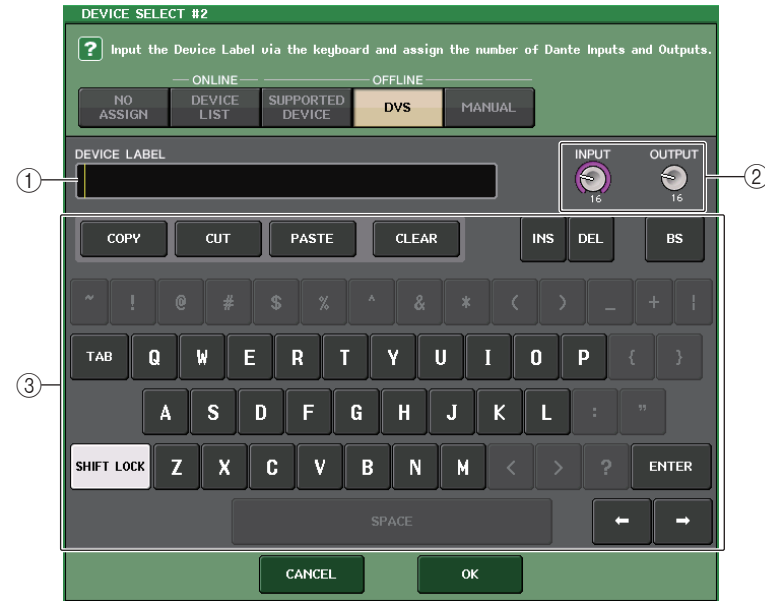 DEVICE SELECT #2
? Input the Device Label via the keyboard and assign the number of Dante Inputs and Outputs.
ONLINE OFFLINE
NO ASSIGN DEVICE LIST SUPPORTED DEVICE DVS MANUAL
DEVICE LABEL INPUT OUTPUT
① 16 16 ②
COPY CUT PASTE CLEAR INS DEL BS
~ ! @ # $ % ^ & * ( ) _ + |
TAB Q W E R T Y U I O P { }
③ A S D F G H J K L : "
SHIFT LOCK Z X C V B N M < > ? ENTER
SPACE ← →
CANCEL OK